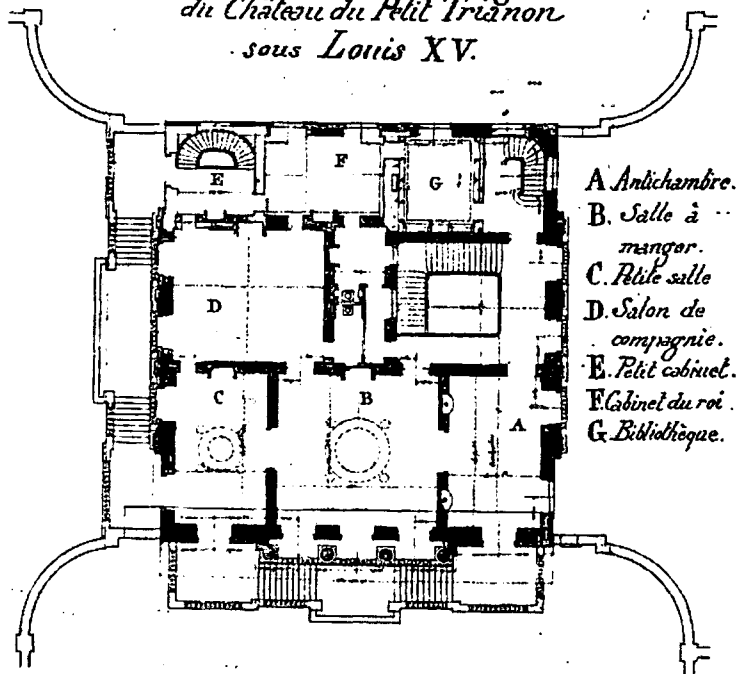 du Château du Petit Trianon
sous Louis XV.
A. Antichambre.
B. Salle à
manger.
C. Petite salle
D. Salon de
compagnie.
E. Petit cabinet.
F. Cabinet du roi.
G. Bibliothèque.
E
F
G
D
C
B
A